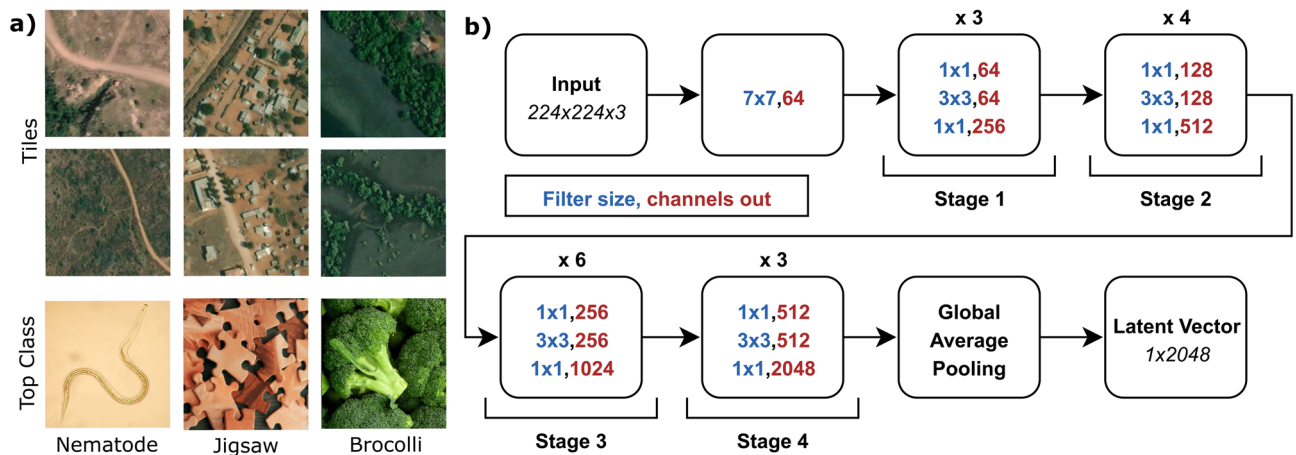 a)
Tiles
Top Class
Nematode
Jigsaw
Brocolli
b)
Input
224x224x3
7x7,64
x 3
1x1,64
3x3,64
1x1,256
Stage 1
x 4
1x1,128
3x3,128
1x1,512
Stage 2
Filter size, channels out
x 6
1x1,256
3x3,256
1x1,1024
Stage 3
x 3
1x1,512
3x3,512
1x1,2048
Stage 4
Global
Average
Pooling
Latent Vector
1x2048